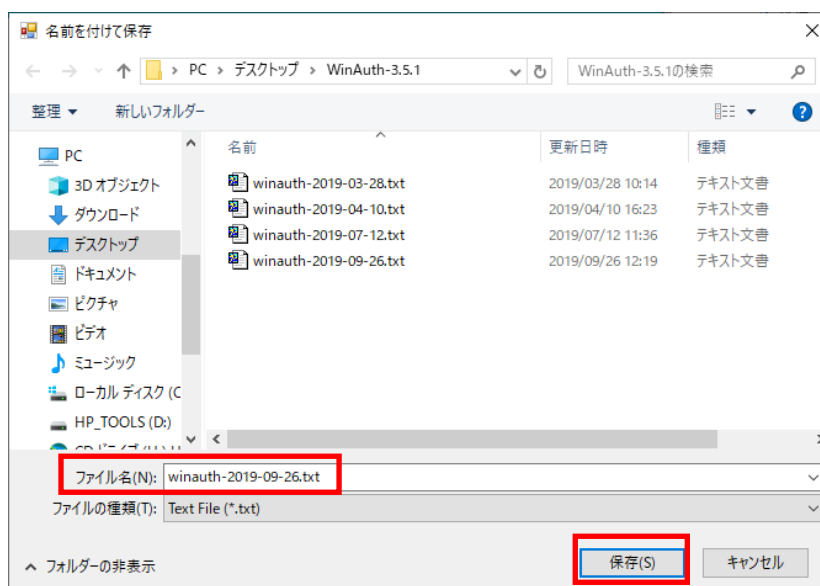 名前を付けて保存
PC > デスクトップ > WinAuth-3.5.1
WinAuth-3.5.1の検索
整理 新しいフォルダー
名前 更新日時 種類
PC
3D オブジェクト
ダウンロード
デスクトップ
ドキュメント
ピクチャ
ビデオ
ミュージック
ローカル ディスク (C
HP_TOOLS (D:)
winauth-2019-03-28.txt 2019/03/28 10:14 テキスト文書
winauth-2019-04-10.txt 2019/04/10 16:23 テキスト文書
winauth-2019-07-12.txt 2019/07/12 11:36 テキスト文書
winauth-2019-09-26.txt 2019/09/26 12:19 テキスト文書
ファイル名(N): winauth-2019-09-26.txt
ファイルの種類(T): Text File (*.txt)
フォルダーの非表示
保存(S) キャンセル